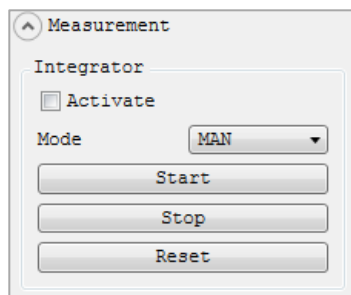 Measurement
Integrator
Activate
Mode MAN
Start
Stop
Reset